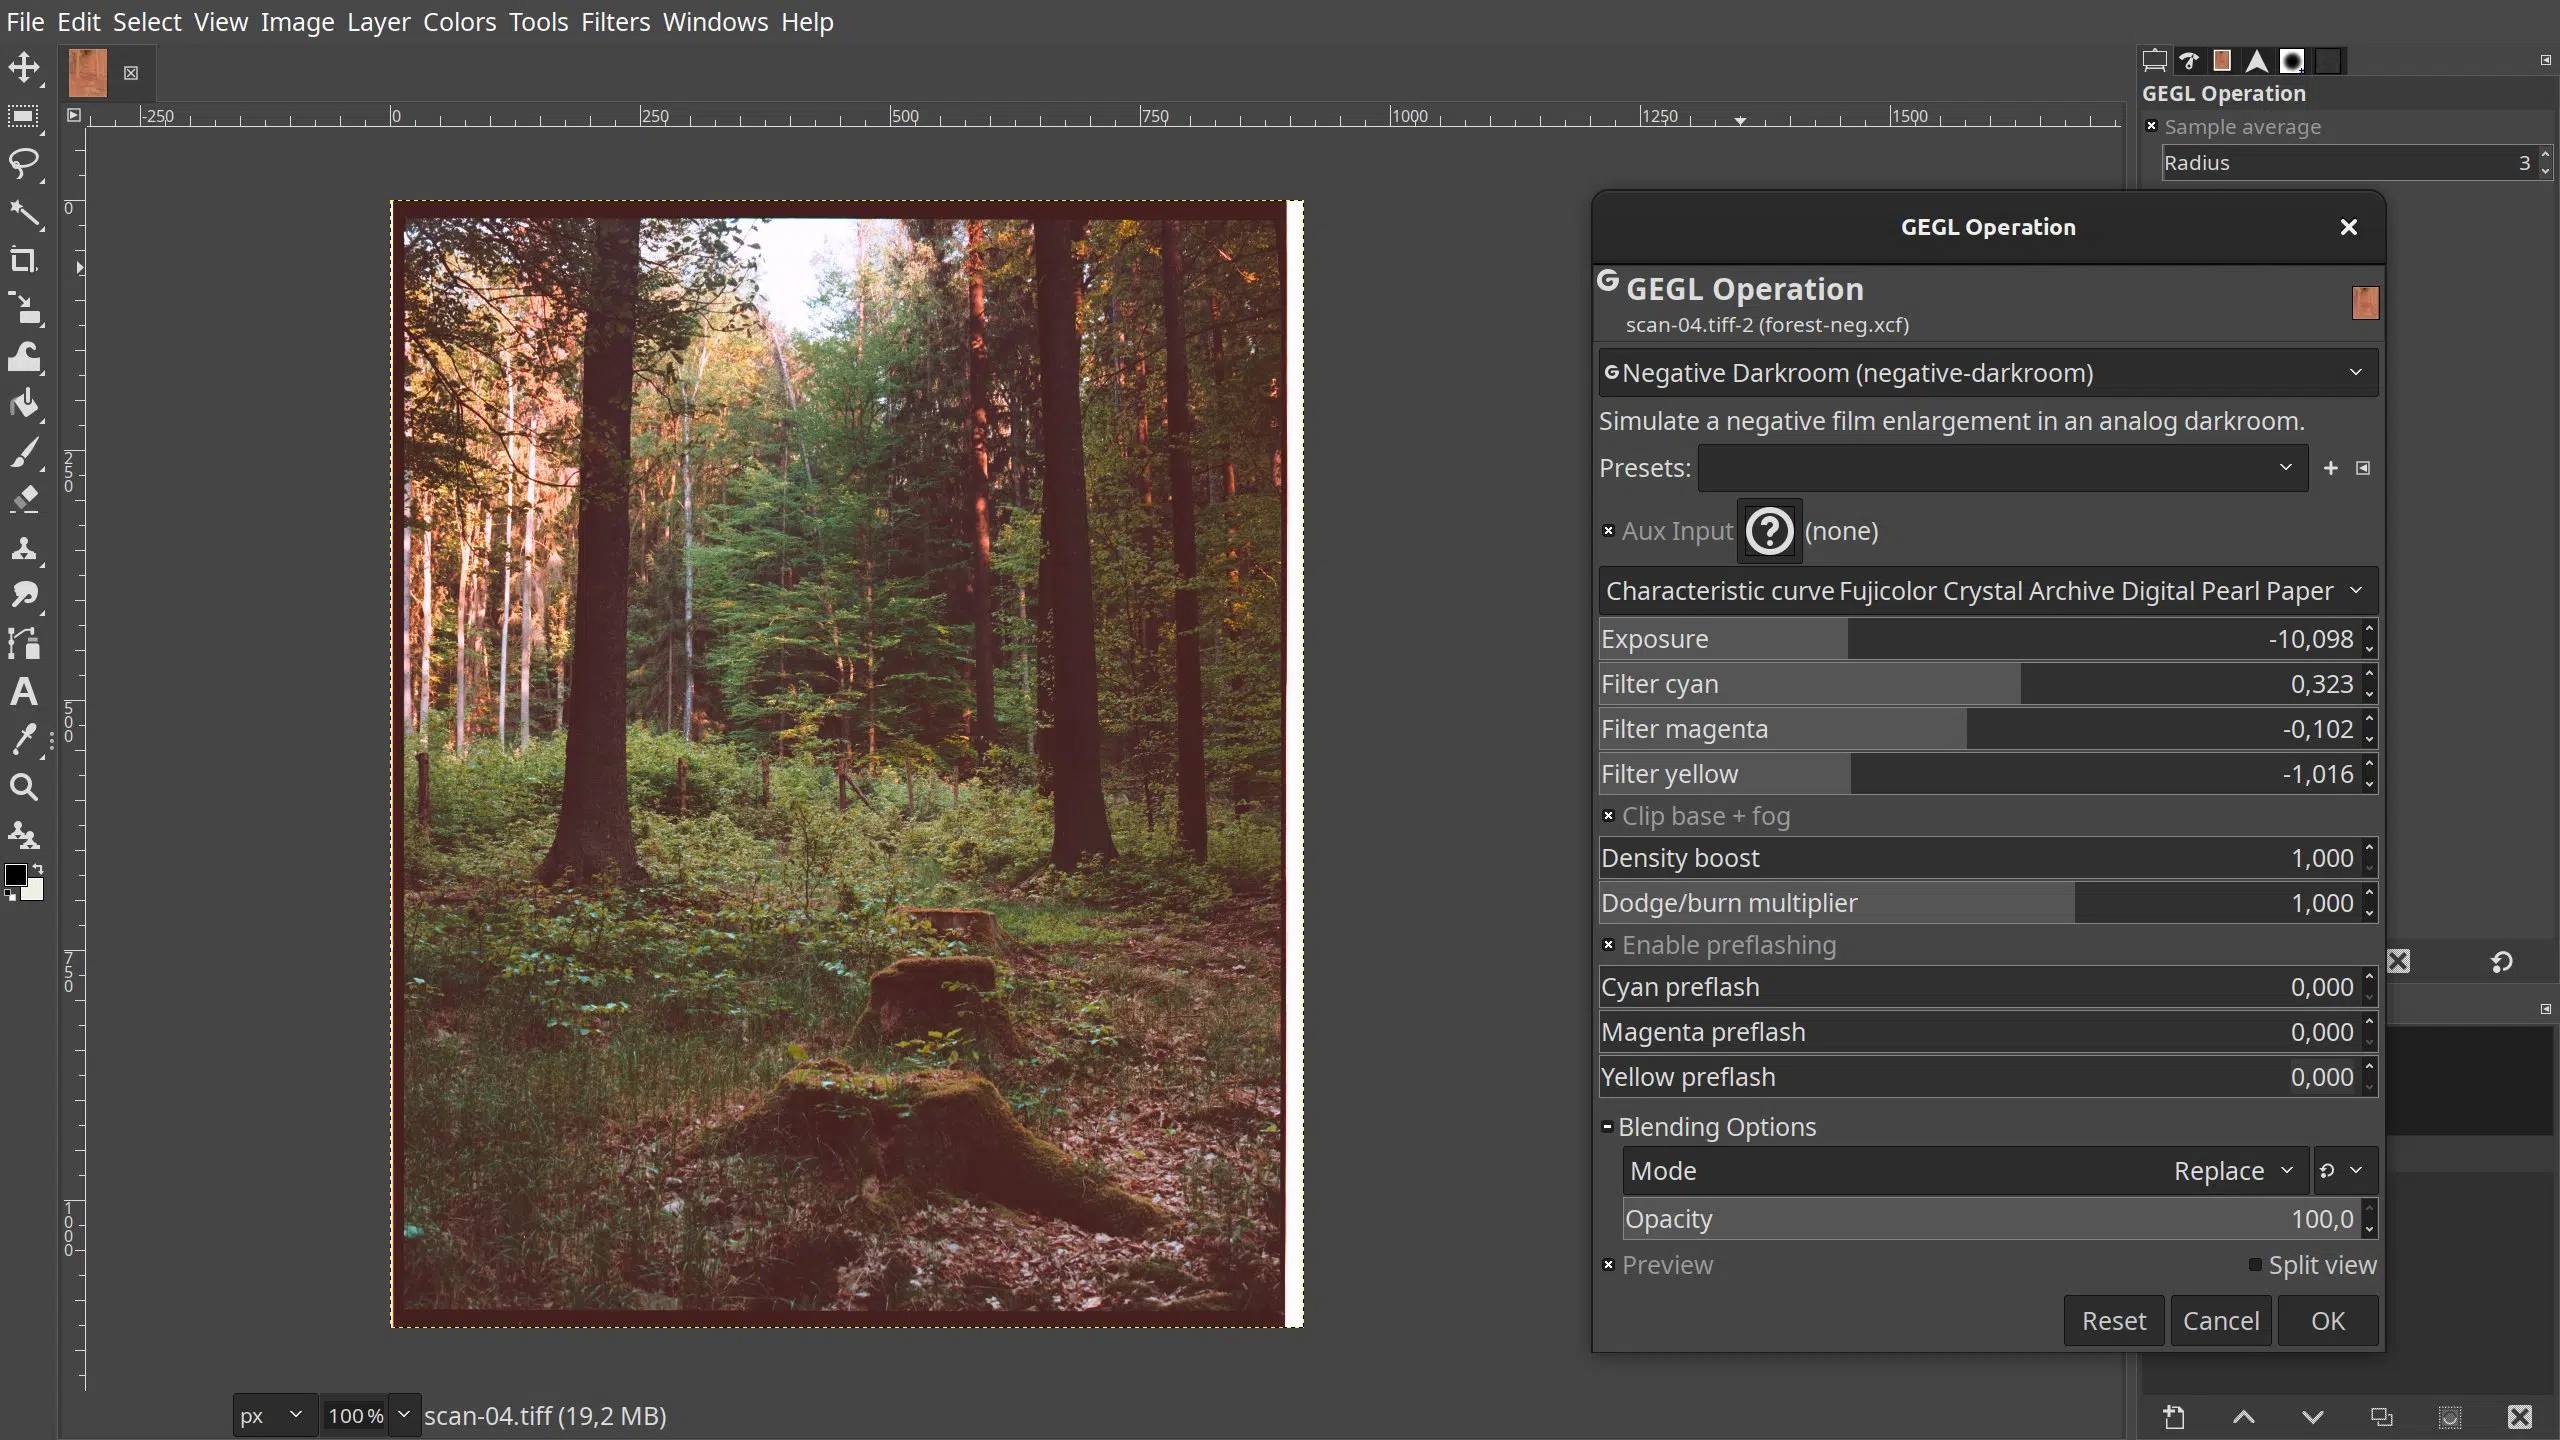 File Edit Select View Image Layer Colors Tools Filters Windows Help
-250 0 250 500 750 1000 1250 1500
0
250
500
750
1000
GEGL Operation
Sample average
Radius 3
GEGL Operation
GEGL Operation
scan-04.tiff-2 (forest-neg.xcf)
Negative Darkroom (negative-darkroom)
Simulate a negative film enlargement in an analog darkroom.
Presets:
Aux Input (none)
Characteristic curve Fujicolor Crystal Archive Digital Pearl Paper
Exposure -10,098
Filter cyan 0,323
Filter magenta -0,102
Filter yellow -1,016
Clip base + fog
Density boost 1,000
Dodge/burn multiplier 1,000
Enable preflashing
Cyan preflash 0,000
Magenta preflash 0,000
Yellow preflash 0,000
Blending Options
Mode Replace
Opacity 100,0
Preview Split view
Reset Cancel OK
px 100 % scan-04.tiff (19,2 MB)